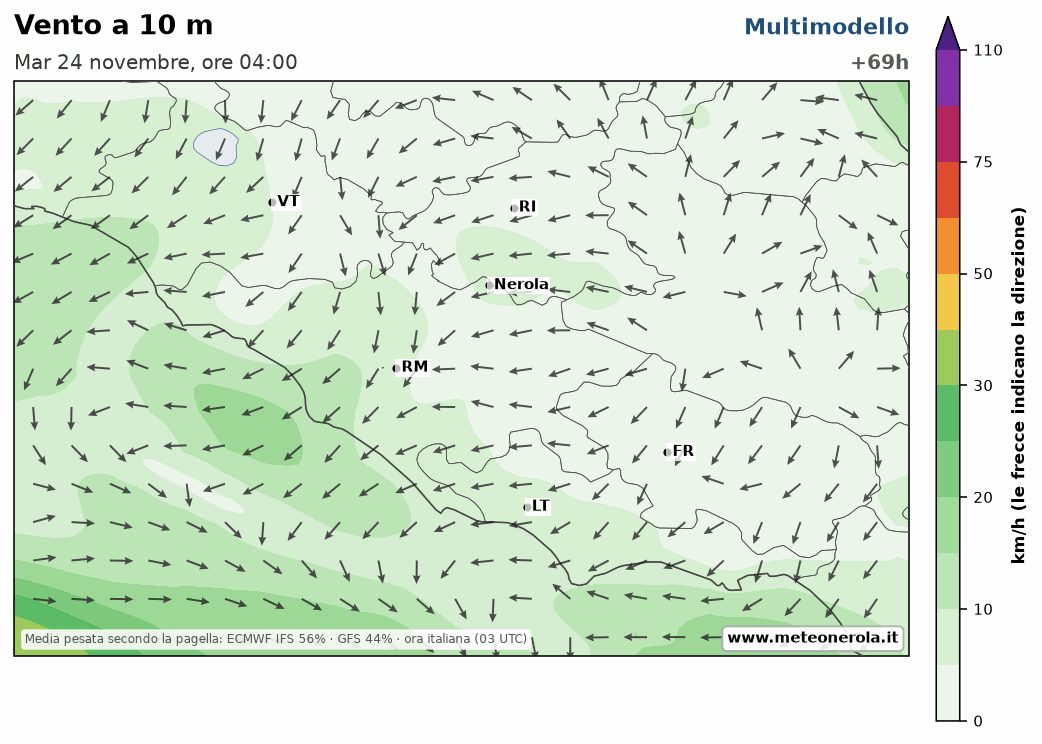 Vento a 10 m
Multimodello
Mar 24 novembre, ore 04:00
+69h
VT
RI
Nerola
RM
FR
LT
Media pesata secondo la pagella: ECMWF IFS 56% · GFS 44% · ora italiana (03 UTC)
www.meteonerola.it
110
75
50
30
20
10
0
km/h (le frecce indicano la direzione)